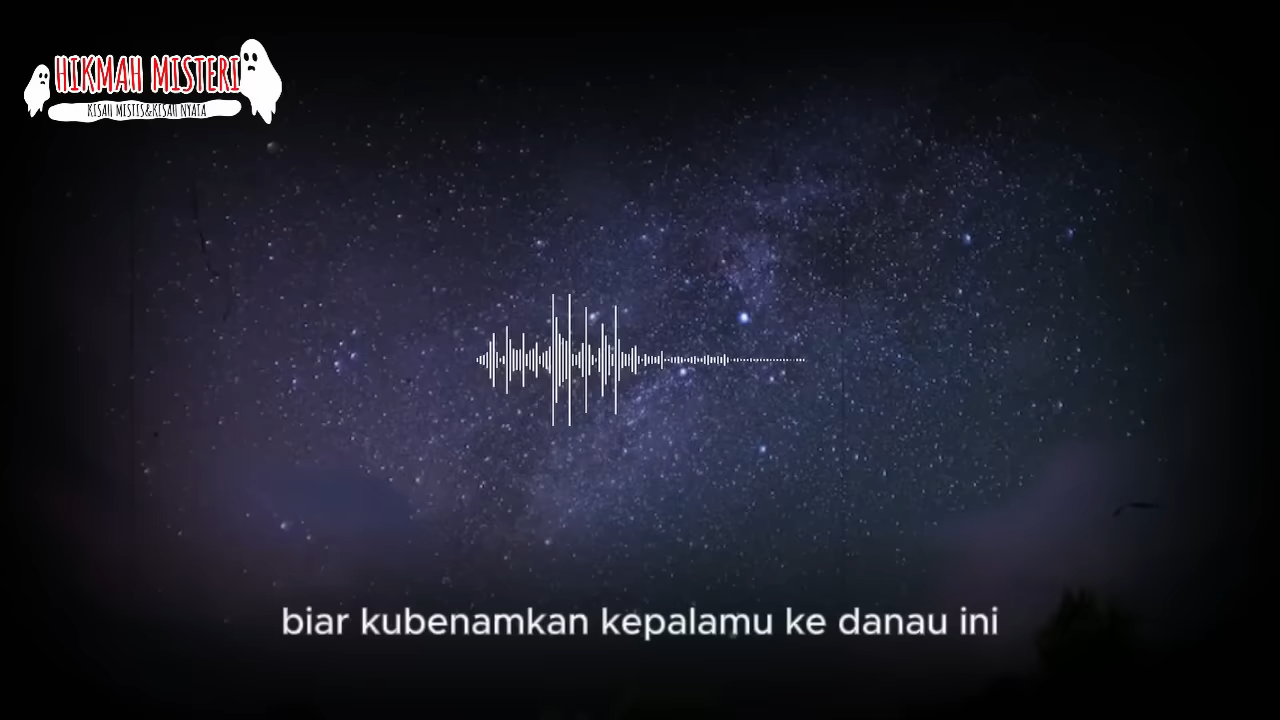 HIKMAH MISTERI
KISAH MISTIS&KISAH NYATA
biar kubenamkan kepalamu ke danau ini